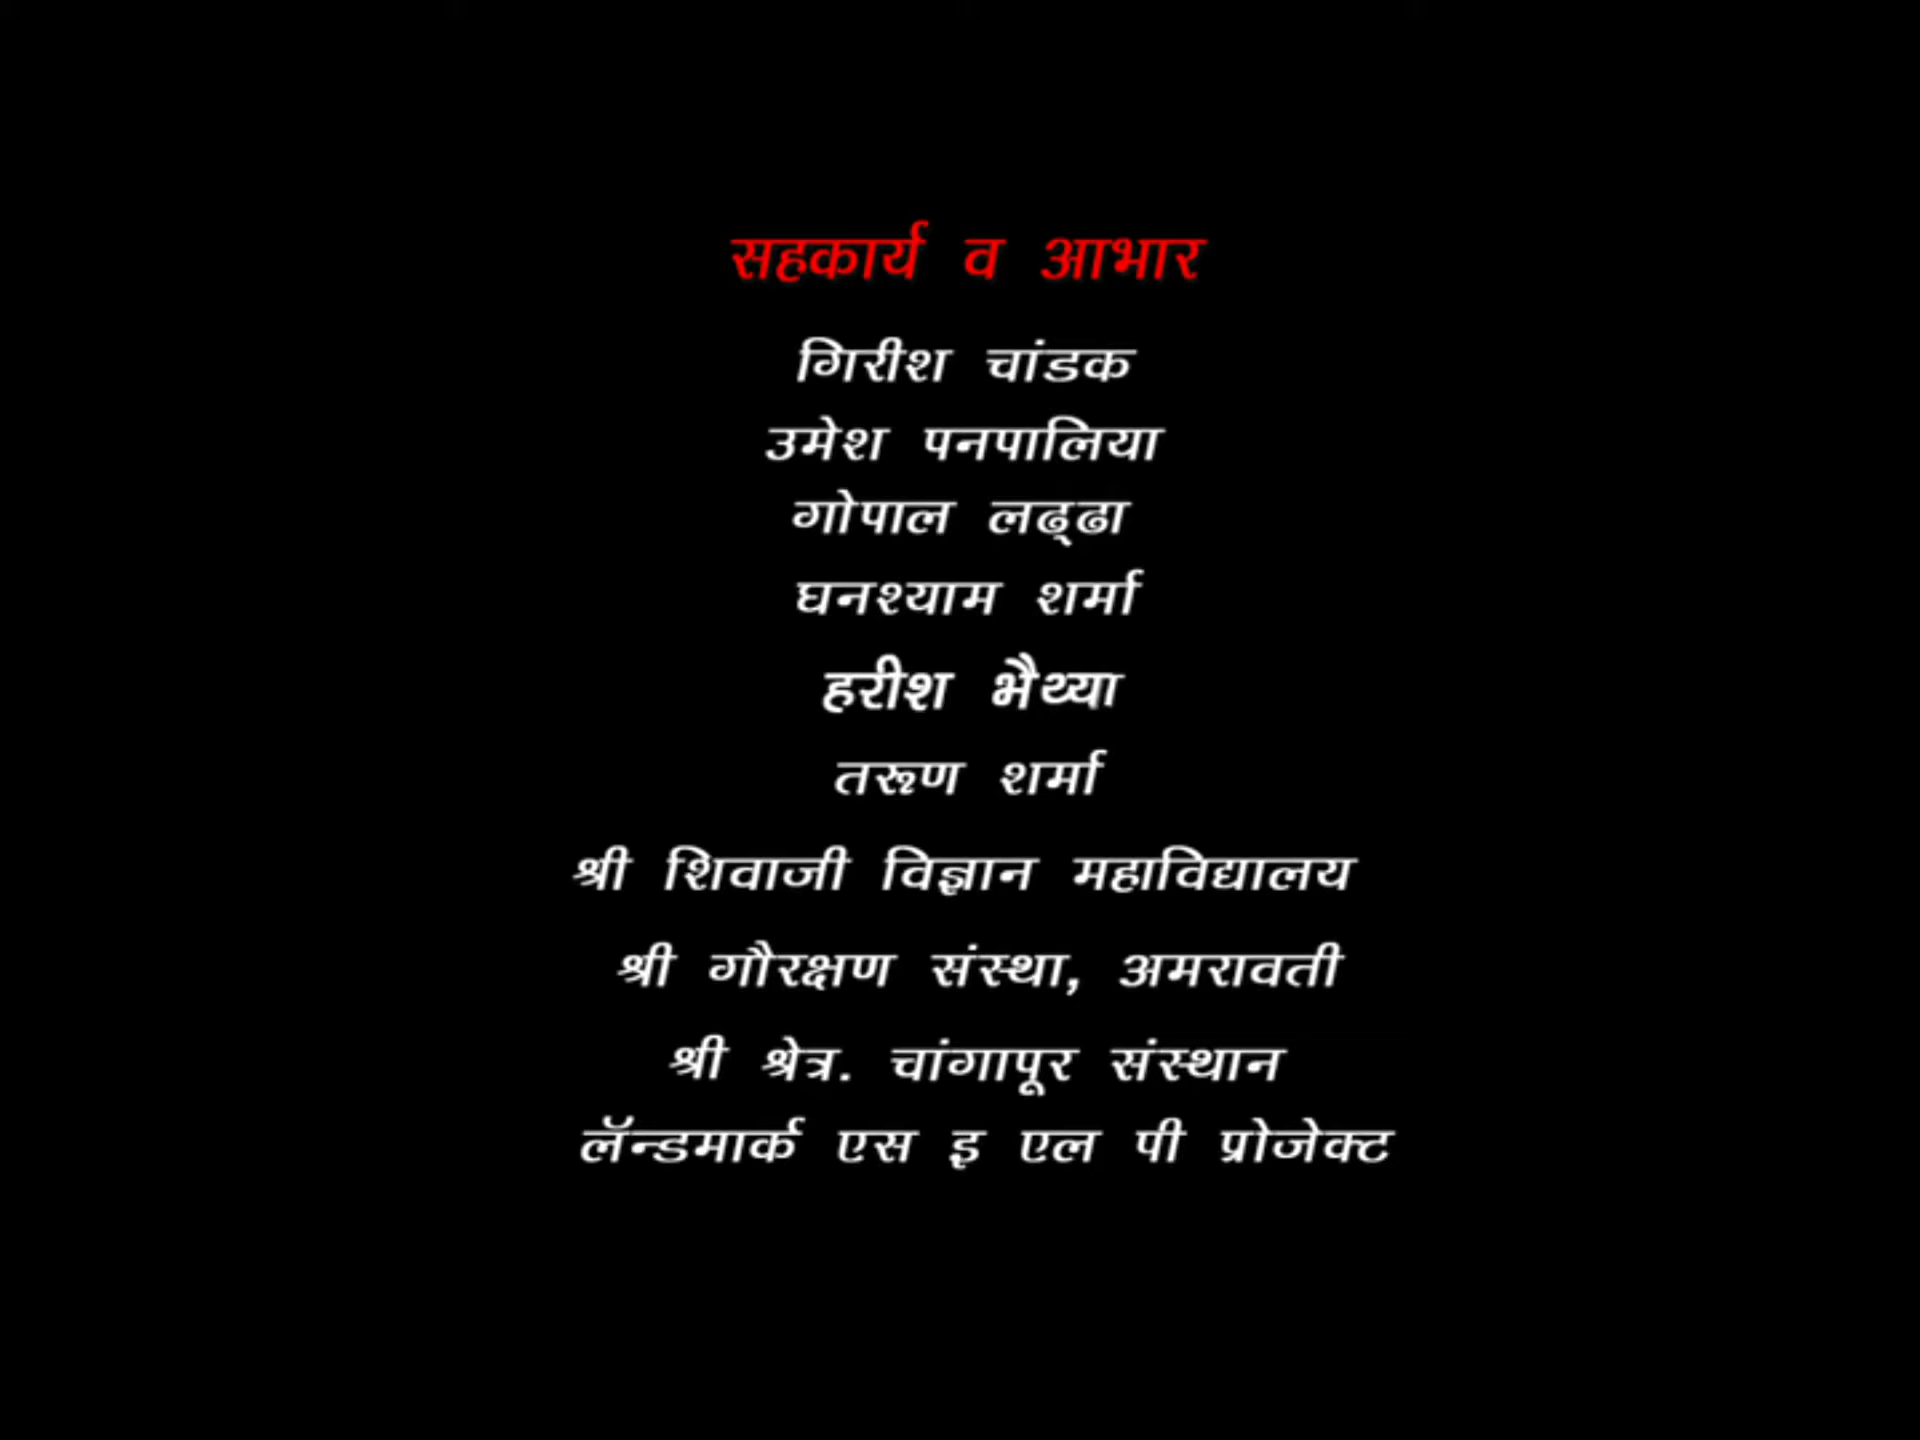 सहकार्य व आभार
गिरीश चांडक
उमेश पनपालिया
गोपाल लढ्ढा
घनश्याम शर्मा
हरीश भैथ्या
तरूण शर्मा
श्री शिवाजी विज्ञान महाविद्यालय
श्री गौरक्षण संस्था, अमरावती
श्री श्रेत्र. चांगापूर संस्थान
लॅन्डमार्क एस इ एल पी प्रोजेक्ट